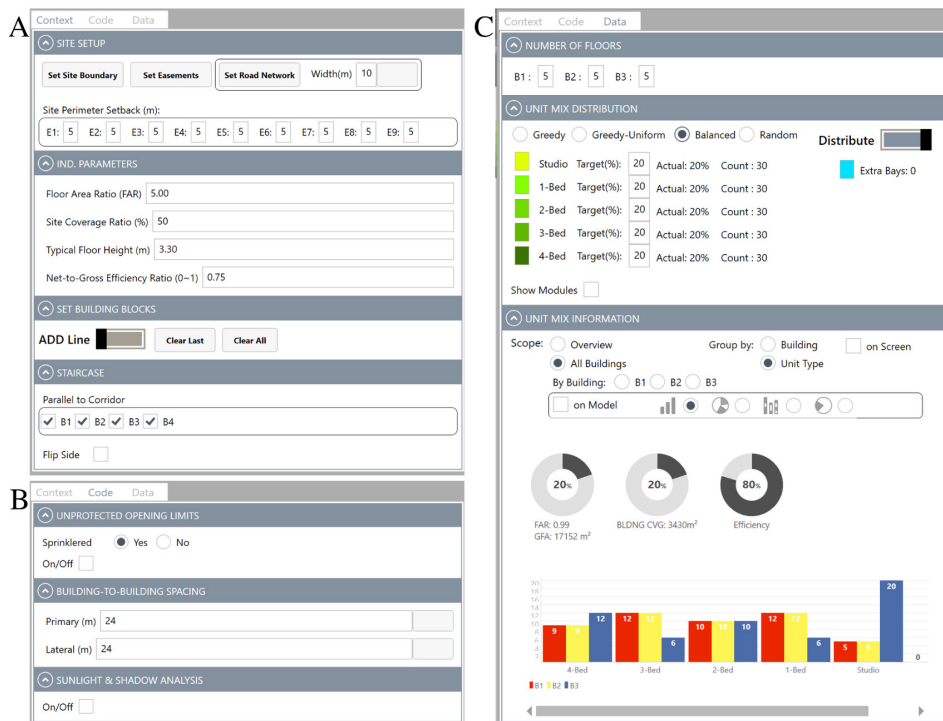 A
Context Code Data
SITE SETUP
Set Site Boundary Set Easements Set Road Network Width(m) 10
Site Perimeter Setback (m):
E1: 5 E2: 5 E3: 5 E4: 5 E5: 5 E6: 5 E7: 5 E8: 5 E9: 5
IND. PARAMETERS
Floor Area Ratio (FAR) 5.00
Site Coverage Ratio (%) 50
Typical Floor Height (m) 3.30
Net-to-Gross Efficiency Ratio (0~1) 0.75
SET BUILDING BLOCKS
ADD Line Clear Last Clear All
STAIRCASE
Parallel to Corridor
B1 B2 B3 B4
Flip Side
B
Context Code Data
UNPROTECTED OPENING LIMITS
Sprinklered Yes No
On/Off
BUILDING-TO-BUILDING SPACING
Primary (m) 24
Lateral (m) 24
SUNLIGHT & SHADOW ANALYSIS
On/Off
C
Context Code Data
NUMBER OF FLOORS
B1 : 5 B2 : 5 B3 : 5
UNIT MIX DISTRIBUTION
Greedy Greedy-Uniform Balanced Random
Distribute
Studio Target(%): 20 Actual: 20% Count : 30
Extra Bays: 0
1-Bed Target(%): 20 Actual: 20% Count : 30
2-Bed Target(%): 20 Actual: 20% Count : 30
3-Bed Target(%): 20 Actual: 20% Count : 30
4-Bed Target(%): 20 Actual: 20% Count : 30
Show Modules
UNIT MIX INFORMATION
Scope: Overview Group by: Building on Screen
All Buildings Unit Type
By Building: B1 B2 B3
on Model
20% 20% 80%
FAR: 0.99 BLDNG CVG: 3430m² Efficiency
GFA: 17152 m²
20
18
16
14
12
10
8
6
4
2
9 9 12 12 12 6 10 10 10 12 12 6 5 5 20 0
4-Bed 3-Bed 2-Bed 1-Bed Studio
B1 B2 B3